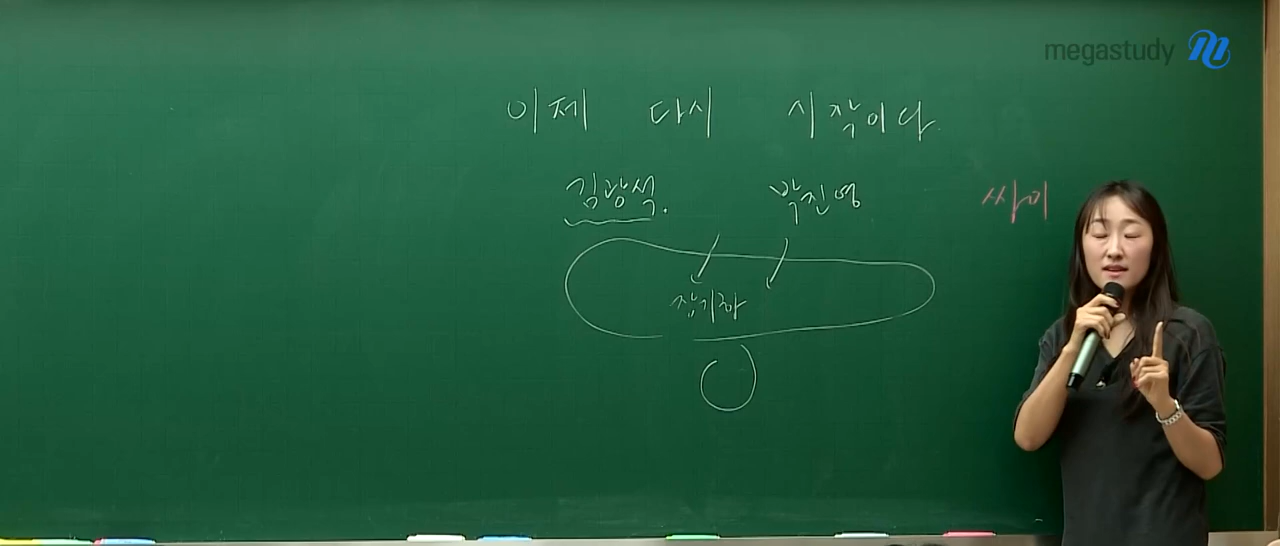 megastudy
이제 다시 시작이다.
김광석. 박진영
싸이
장기하